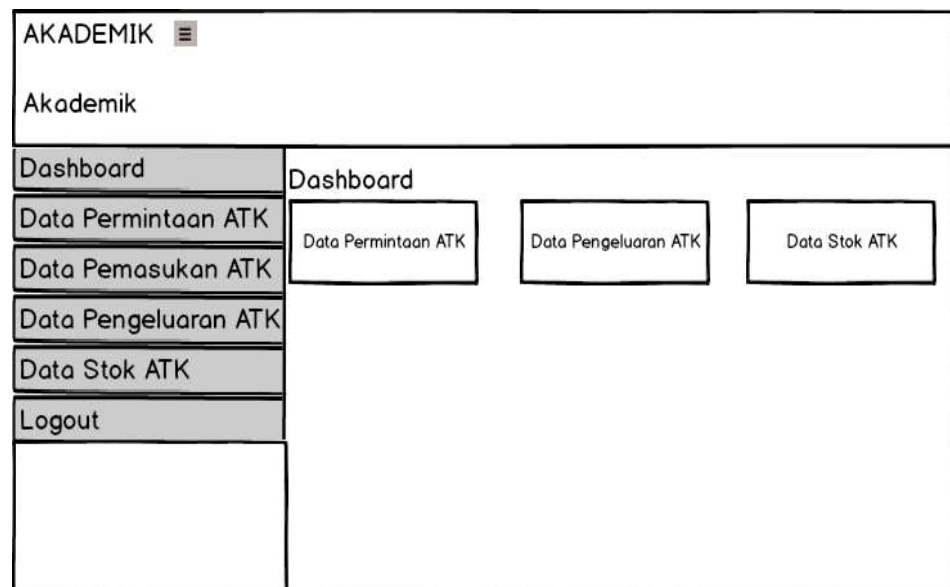 AKADEMIK
Akademik
Dashboard
Data Permintaan ATK
Data Pemasukan ATK
Data Pengeluaran ATK
Data Stok ATK
Logout
Dashboard
Data Permintaan ATK
Data Pengeluaran ATK
Data Stok ATK